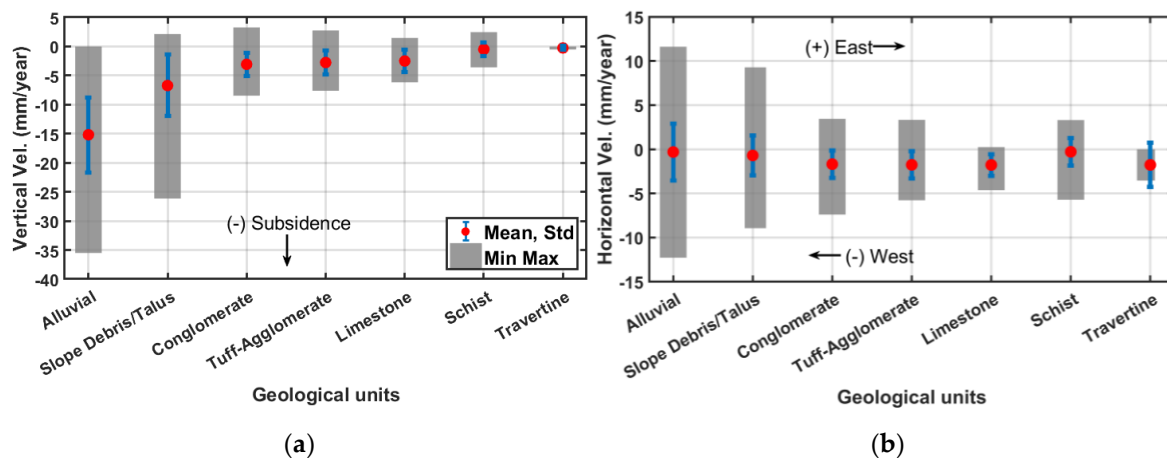 Vertical Vel. (mm/year)
5
0
-5
-10
-15
-20
-25
-30
-35
-40
(-) Subsidence
Mean, Std
Min Max
Alluvial
Slope Debris/Talus
Conglomerate
Tuff-Agglomerate
Limestone
Schist
Travertine
Geological units
(a)
Horizontal Vel. (mm/year)
15
10
5
0
-5
-10
-15
(+) East
(-) West
Alluvial
Slope Debris/Talus
Conglomerate
Tuff-Agglomerate
Limestone
Schist
Travertine
Geological units
(b)